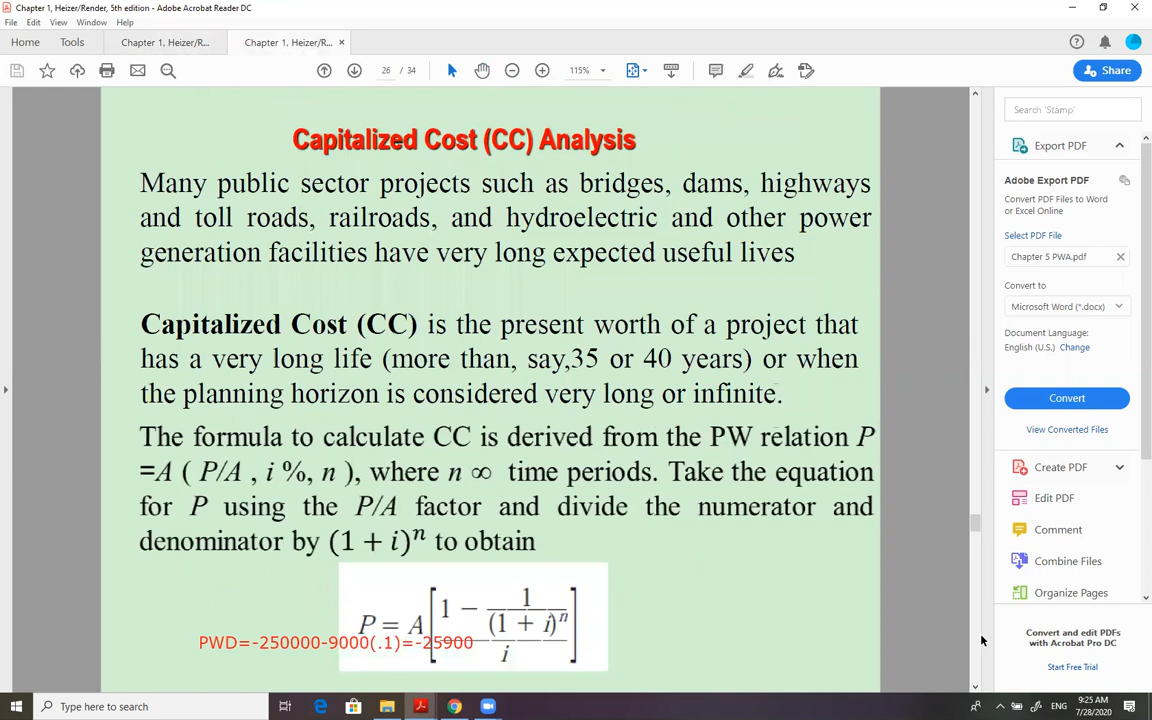 Chapter 1, Heizer/Render, 5th edition - Adobe Acrobat Reader DC
File Edit View Window Help
Home Tools Chapter 1, Heizer/R... Chapter 1, Heizer/R... ×
26 / 34 115% Share
Capitalized Cost (CC) Analysis
Many public sector projects such as bridges, dams, highways
and toll roads, railroads, and hydroelectric and other power
generation facilities have very long expected useful lives
Capitalized Cost (CC) is the present worth of a project that
has a very long life (more than, say,35 or 40 years) or when
the planning horizon is considered very long or infinite.
The formula to calculate CC is derived from the PW relation P
=A ( P/A , i %, n ), where n ∞ time periods. Take the equation
for P using the P/A factor and divide the numerator and
denominator by (1 + i)ⁿ to obtain
P = A[(1 − 1/(1 + i)ⁿ)/i]
PWD=-250000-9000(.1)=-25900
Search 'Stamp'
Export PDF
Adobe Export PDF
Convert PDF Files to Word
or Excel Online
Select PDF File
Chapter 5 PWA.pdf
Convert to
Microsoft Word (*.docx)
Document Language:
English (U.S.) Change
Convert
View Converted Files
Create PDF
Edit PDF
Comment
Combine Files
Organize Pages
Convert and edit PDFs
with Acrobat Pro DC
Start Free Trial
Type here to search
ENG
9:25 AM
7/28/2020